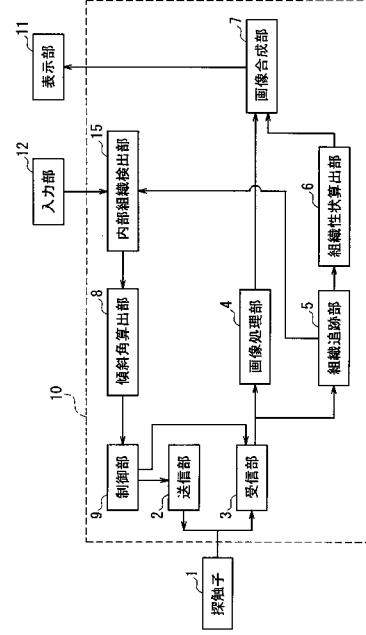 10
探触子
1
制御部
9
送信部
2
受信部
3
傾斜角算出部
8
画像処理部
4
組織追跡部
5
入力部
12
内部組織検出部
15
組織性状算出部
6
表示部
11
画像合成部
7